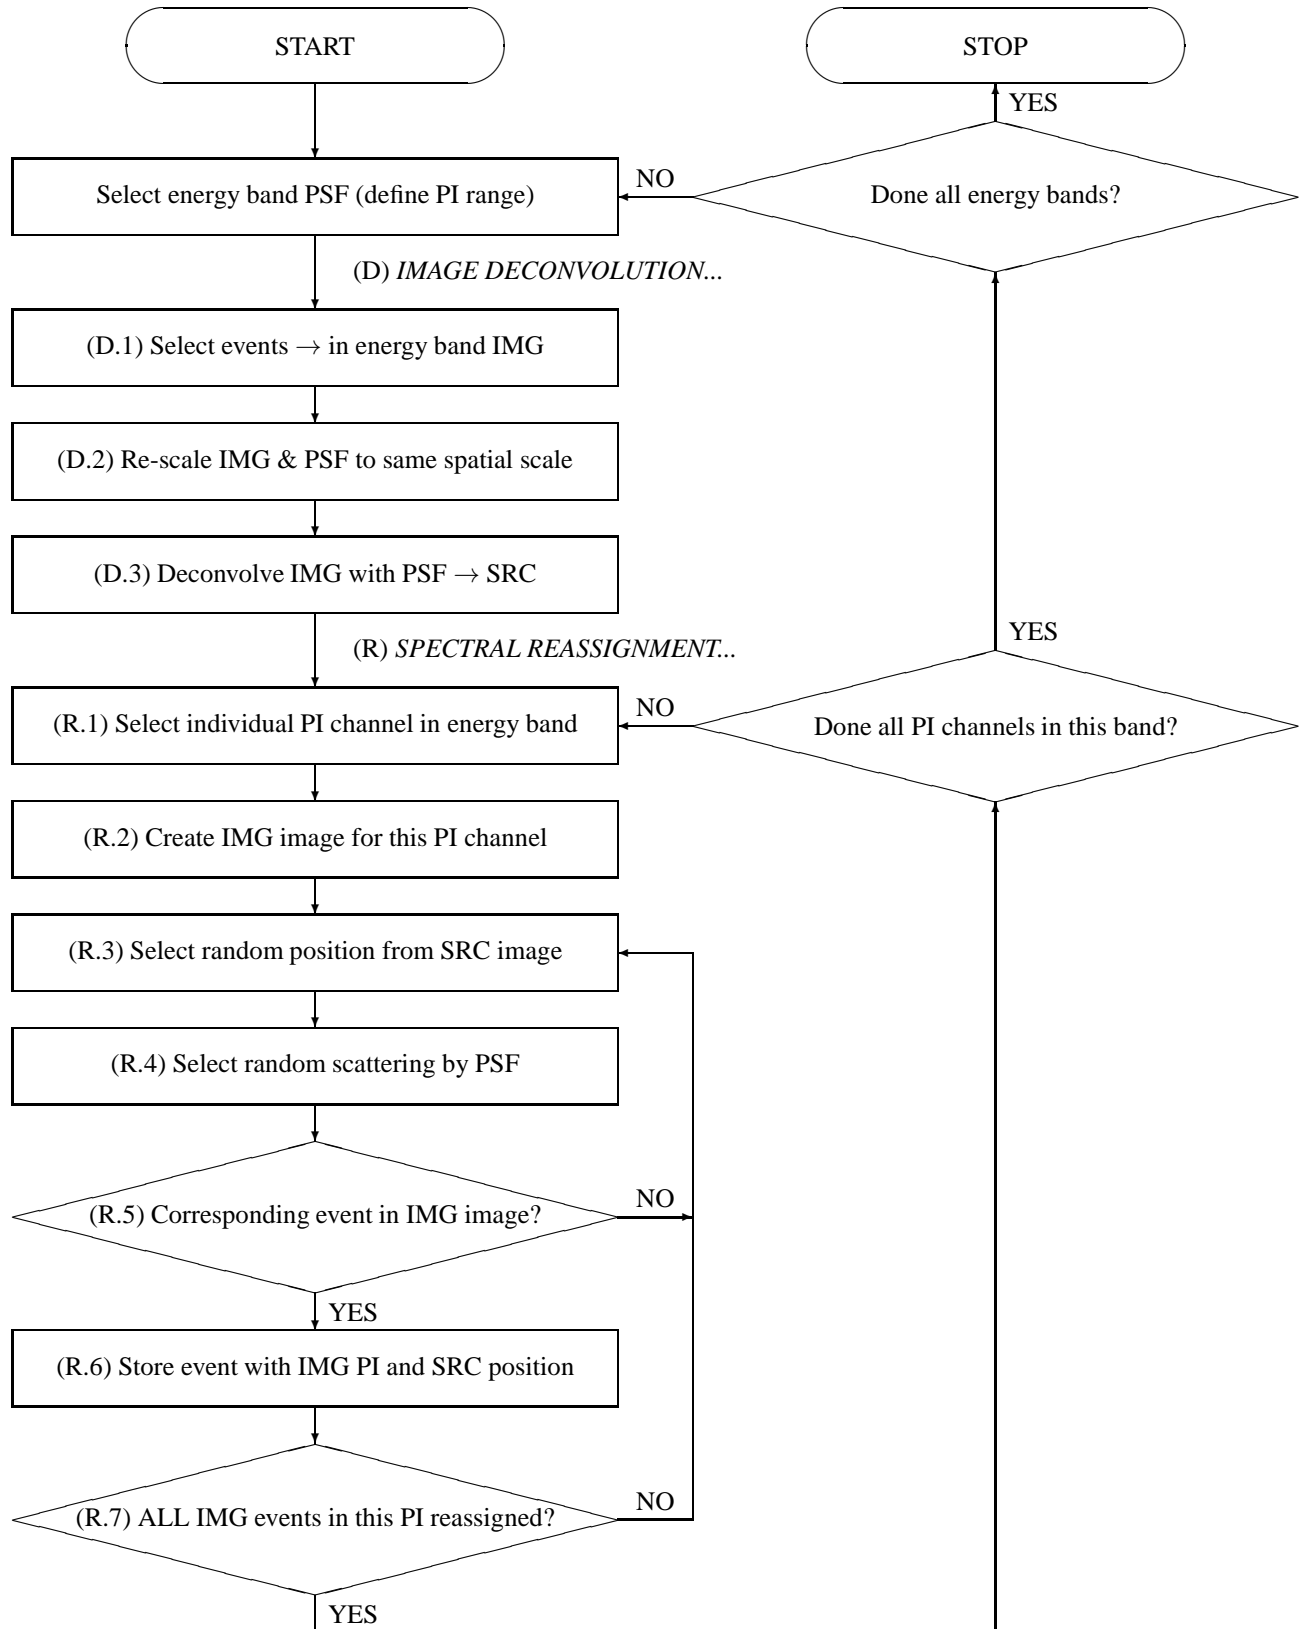 START
STOP
YES
Select energy band PSF (define PI range)
NO
Done all energy bands?
(D) IMAGE DECONVOLUTION...
(D.1) Select events → in energy band IMG
(D.2) Re-scale IMG & PSF to same spatial scale
(D.3) Deconvolve IMG with PSF → SRC
(R) SPECTRAL REASSIGNMENT...
YES
(R.1) Select individual PI channel in energy band
NO
Done all PI channels in this band?
(R.2) Create IMG image for this PI channel
(R.3) Select random position from SRC image
(R.4) Select random scattering by PSF
(R.5) Corresponding event in IMG image?
NO
YES
(R.6) Store event with IMG PI and SRC position
(R.7) ALL IMG events in this PI reassigned?
NO
YES